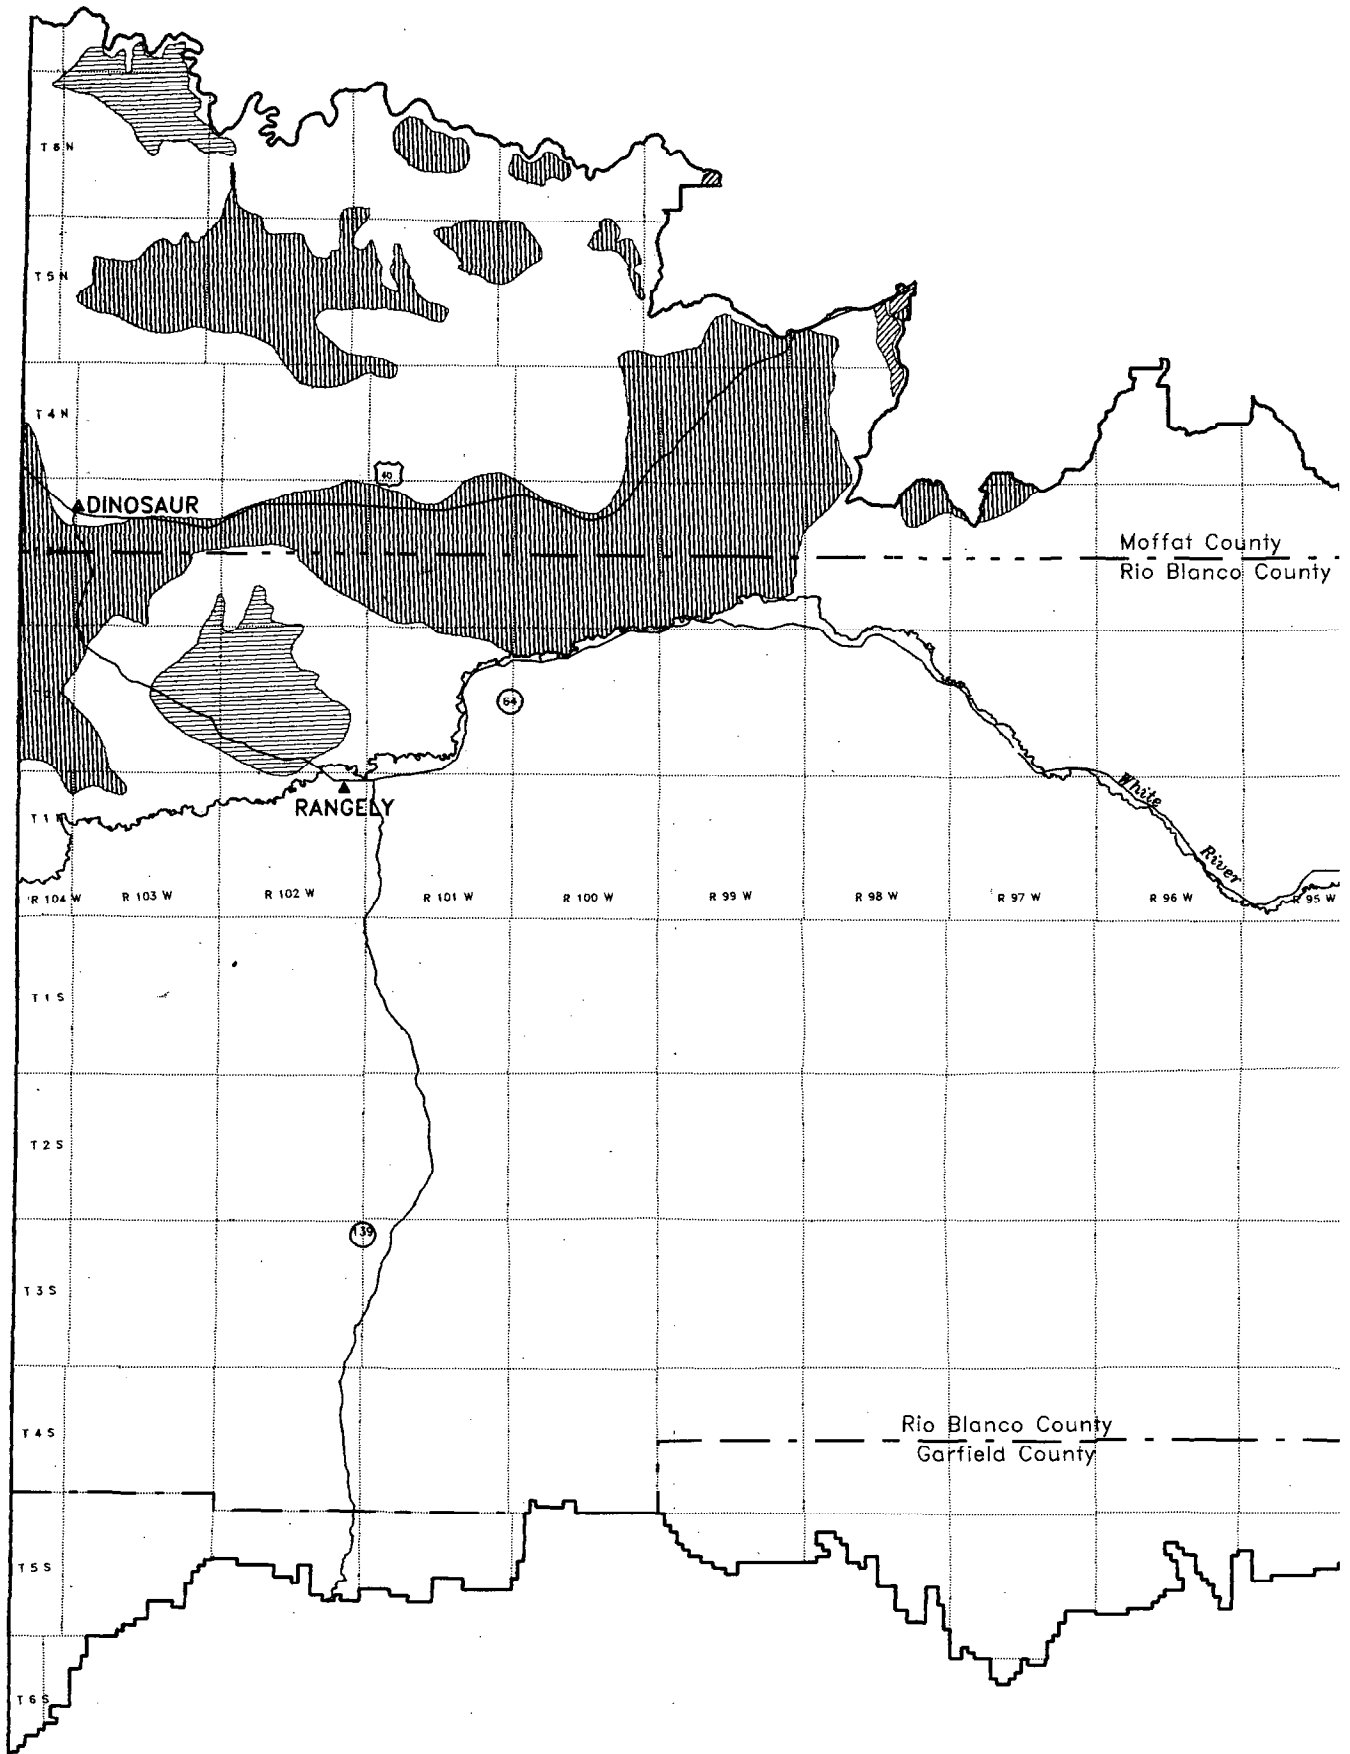 T 6 N
T 5 N
T 4 N
40
DINOSAUR
Moffat County
Rio Blanco County
64
RANGELY
White
River
T 1 N
R 104 W
R 103 W
R 102 W
R 101 W
R 100 W
R 99 W
R 98 W
R 97 W
R 96 W
R 95 W
T 1 S
T 2 S
139
T 3 S
Rio Blanco County
T 4 S
Garfield County
T 5 S
T 6 S